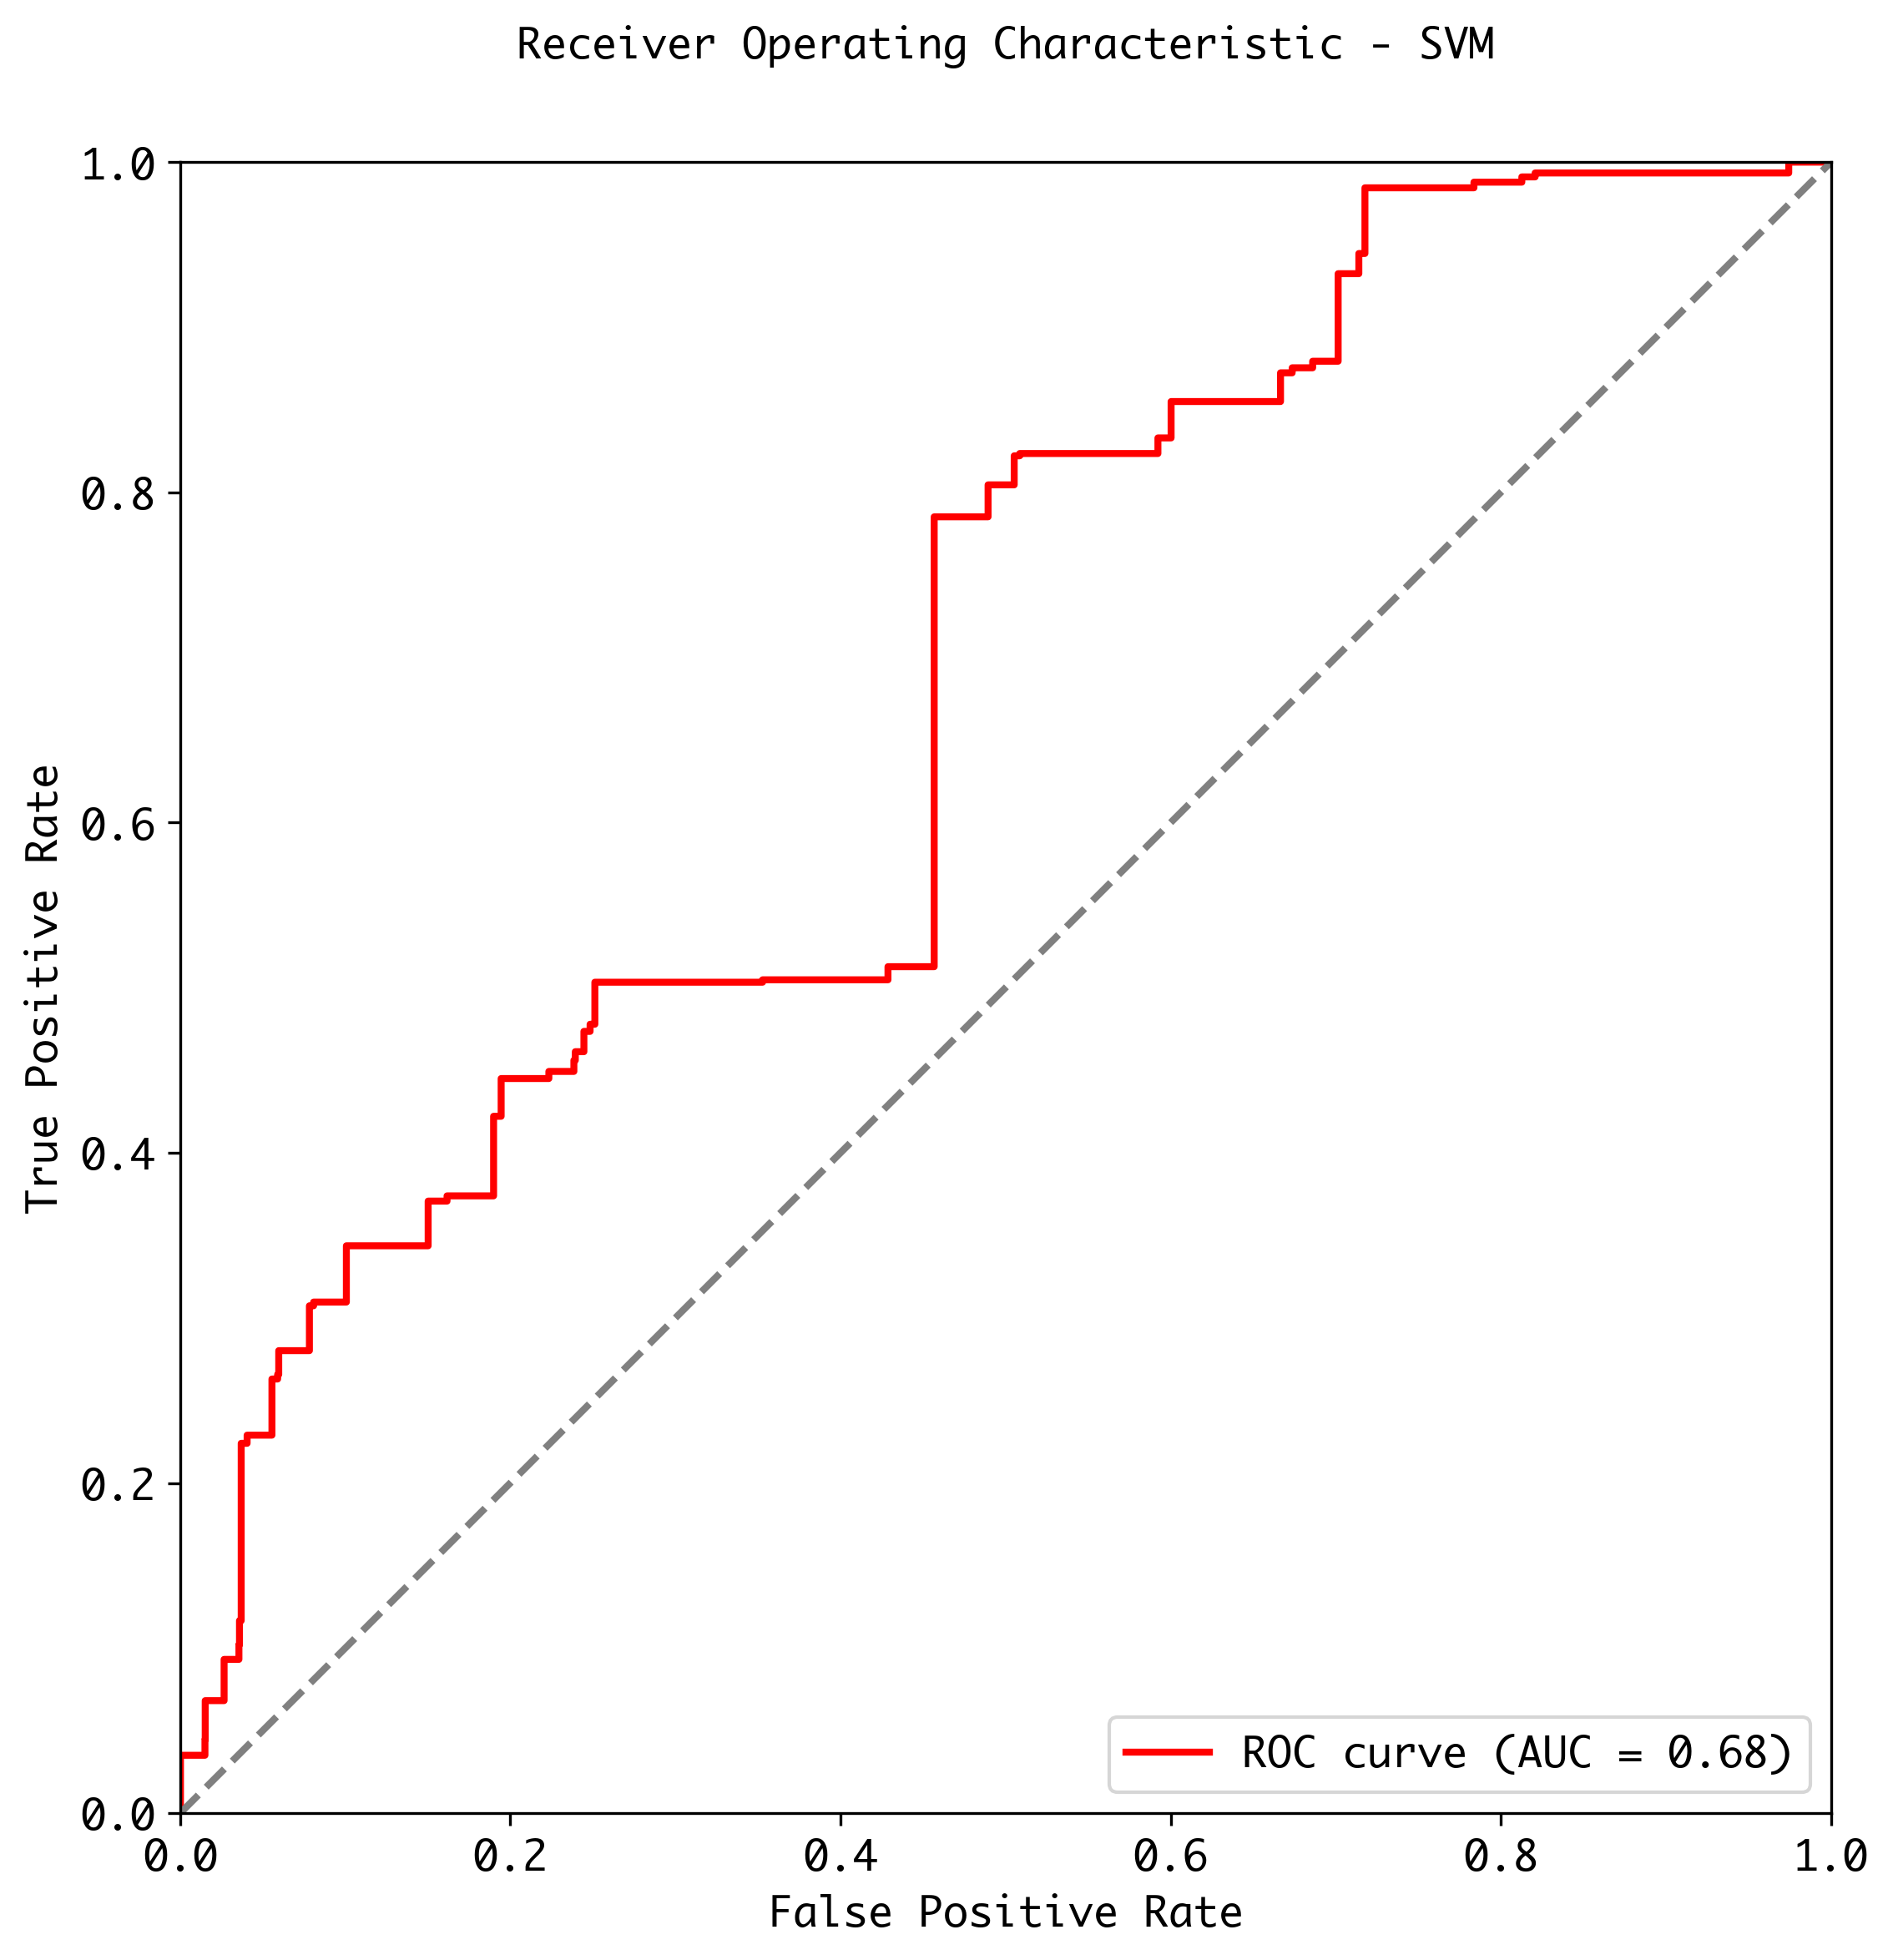 Receiver Operating Characteristic - SVM
1.0
0.8
0.6
0.4
0.2
0.0
True Positive Rate
0.0 0.2 0.4 0.6 0.8 1.0
False Positive Rate
ROC curve (AUC = 0.68)